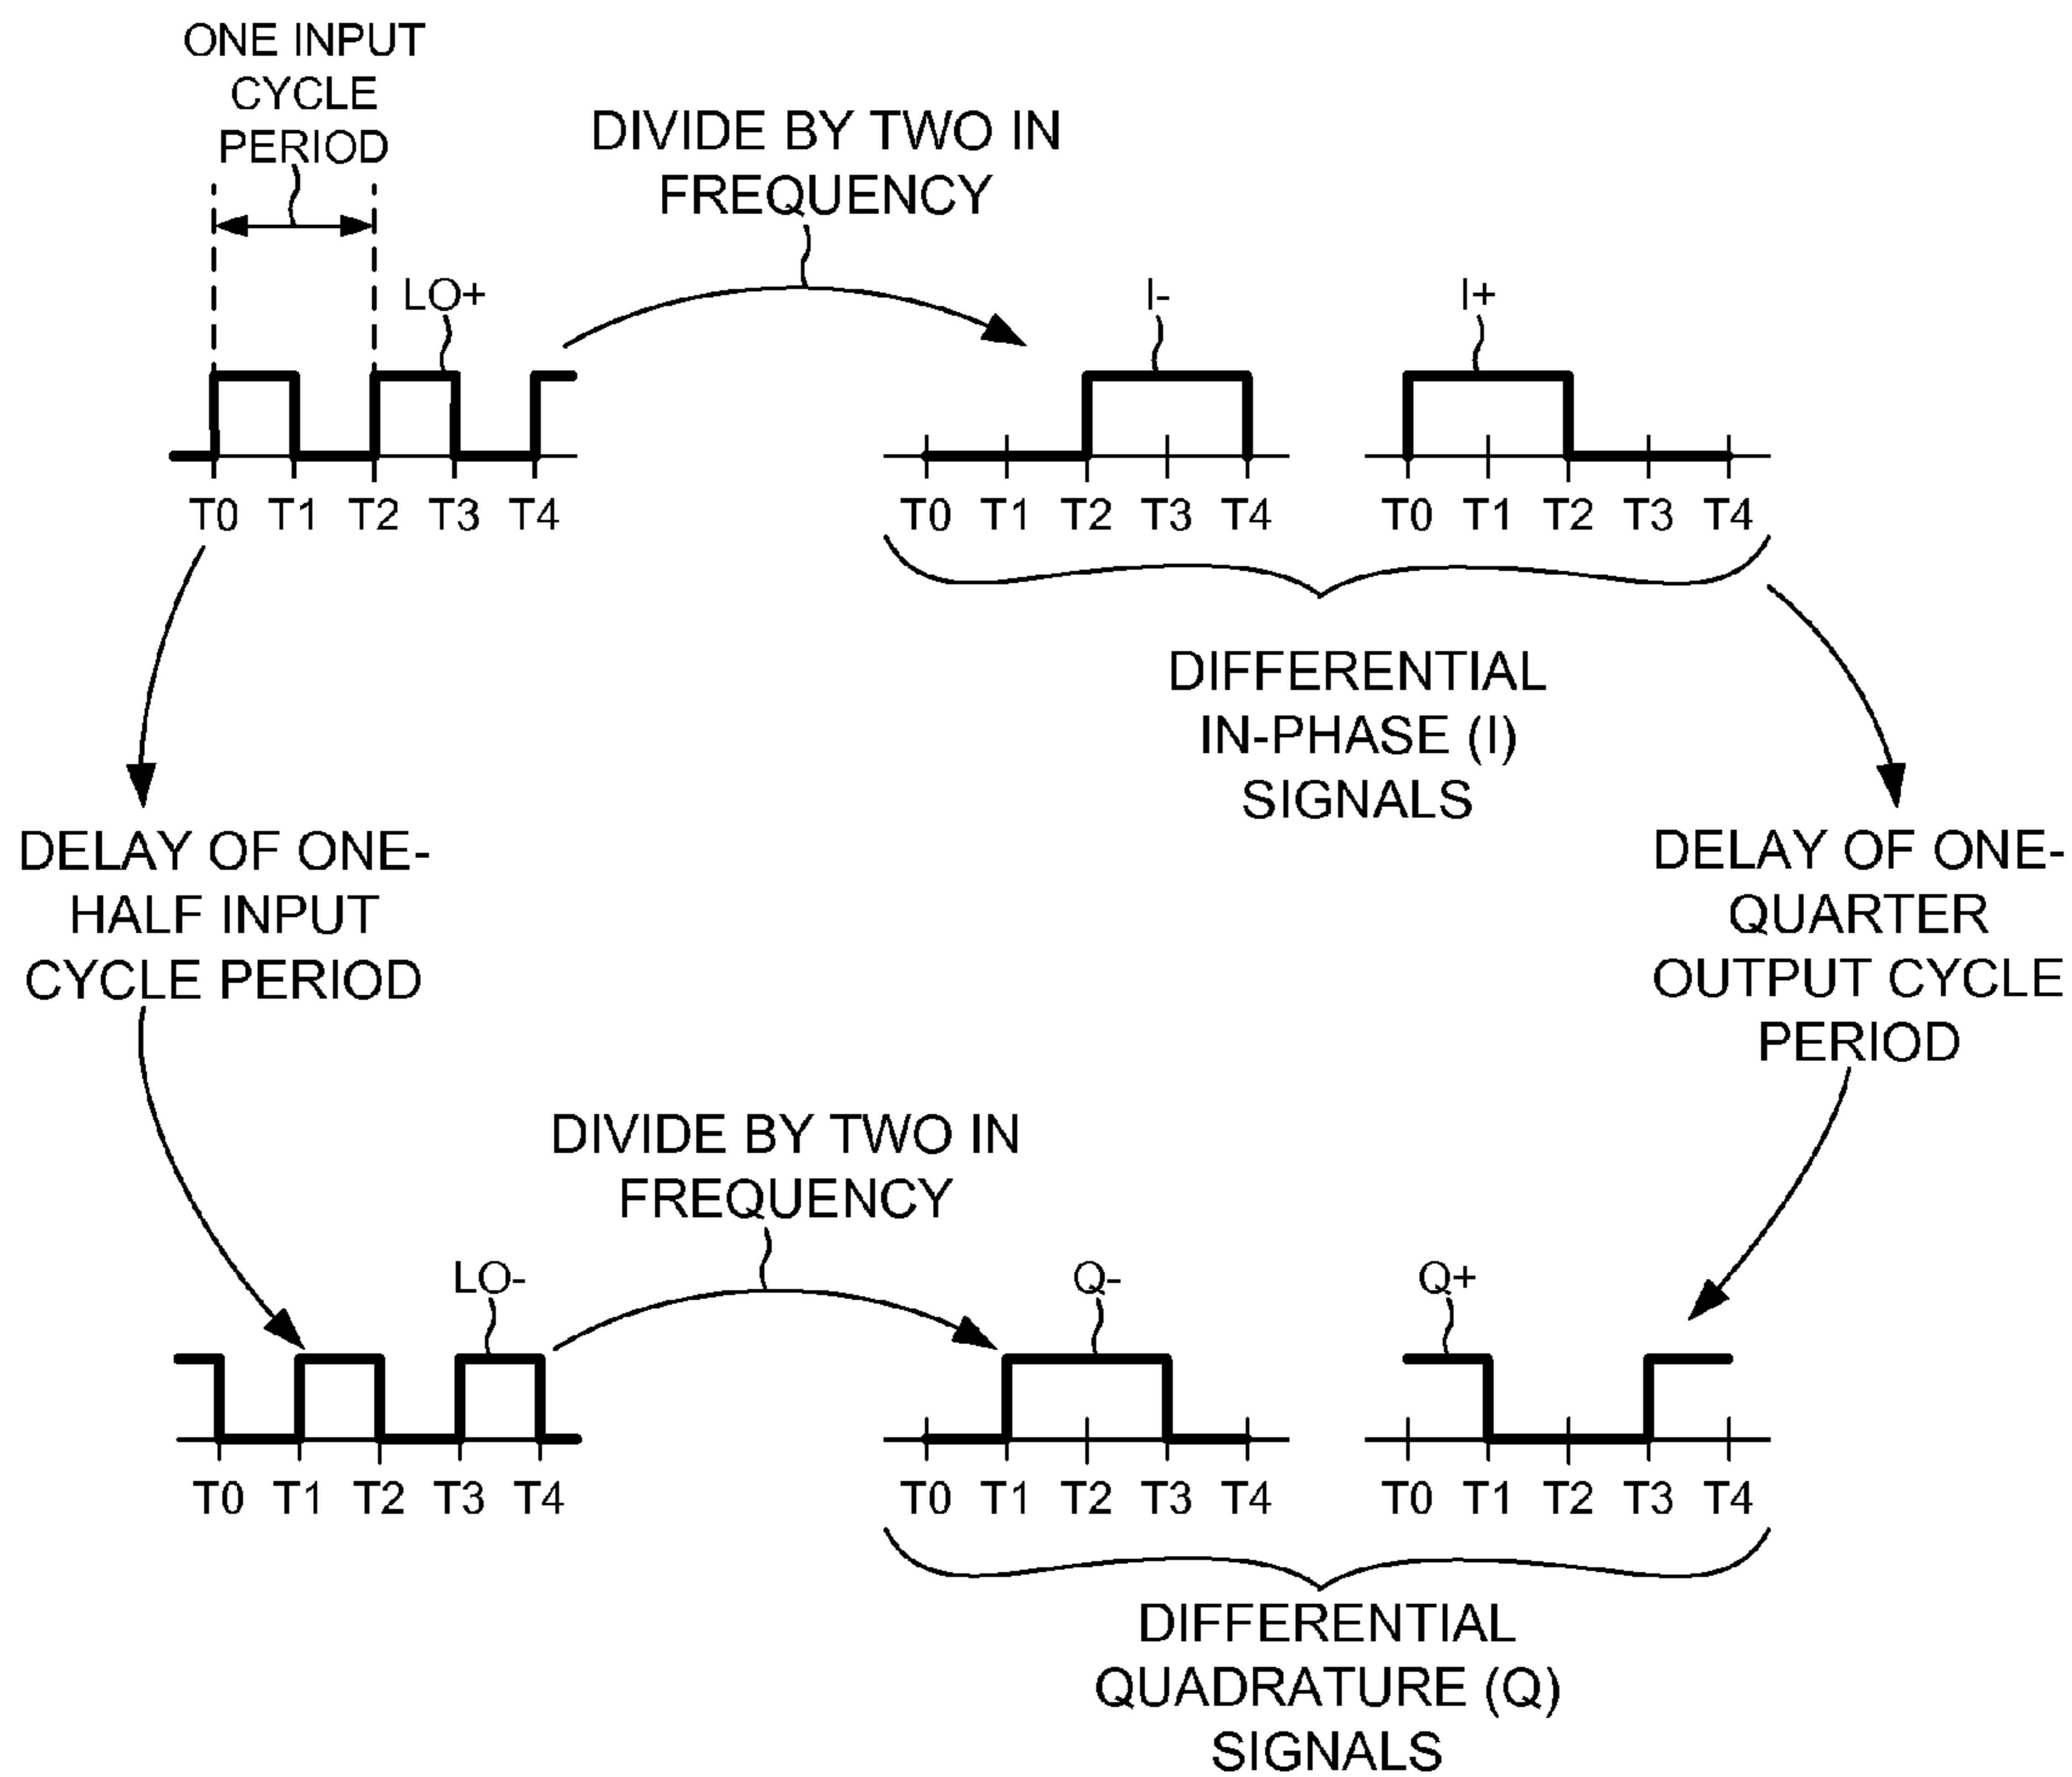 ONE INPUT
CYCLE
PERIOD
DIVIDE BY TWO IN
FREQUENCY
LO+
I-
I+
T0 T1 T2 T3 T4
T0 T1 T2 T3 T4
T0 T1 T2 T3 T4
DIFFERENTIAL
IN-PHASE (I)
SIGNALS
DELAY OF ONE-
HALF INPUT
CYCLE PERIOD
DELAY OF ONE-
QUARTER
OUTPUT CYCLE
PERIOD
DIVIDE BY TWO IN
FREQUENCY
LO-
Q-
Q+
T0 T1 T2 T3 T4
T0 T1 T2 T3 T4
T0 T1 T2 T3 T4
DIFFERENTIAL
QUADRATURE (Q)
SIGNALS